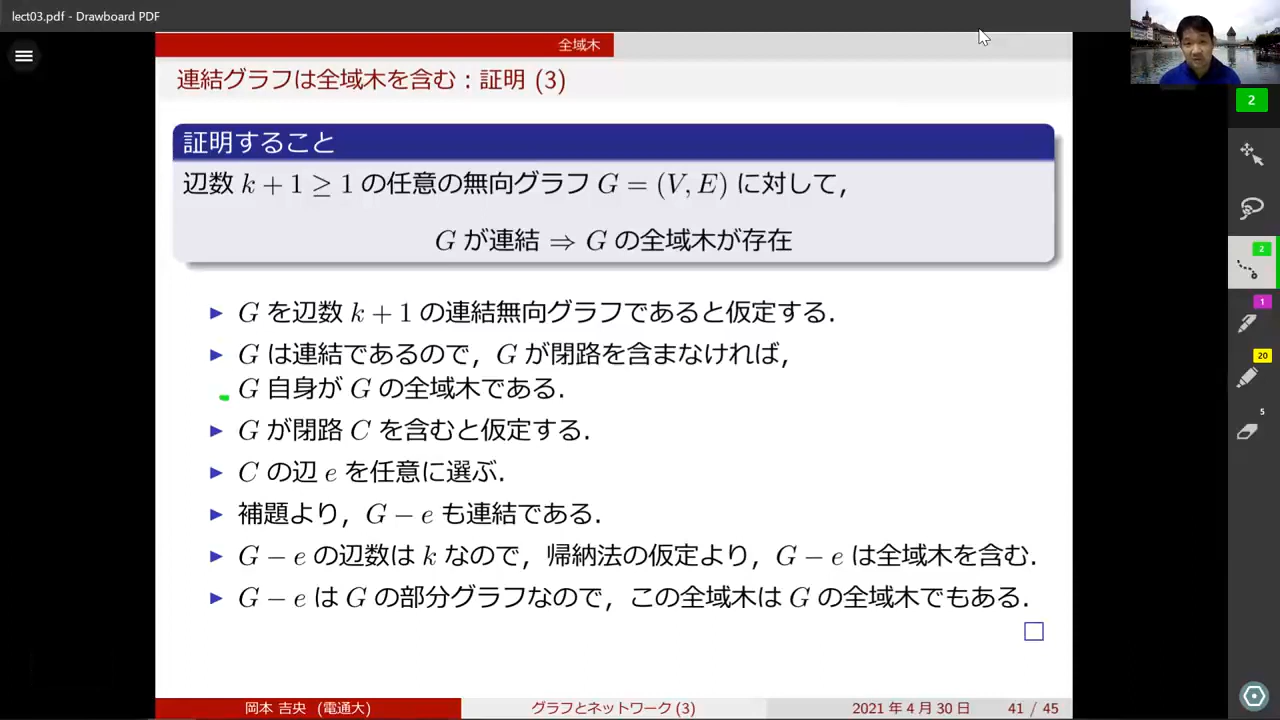 lect03.pdf - Drawboard PDF
全域木
連結グラフは全域木を含む：証明 (3)
2
証明すること
辺数 k + 1 ≥ 1 の任意の無向グラフ G = (V, E) に対して，
G が連結 ⇒ G の全域木が存在
2
1
20
5
▶ G を辺数 k + 1 の連結無向グラフであると仮定する．
▶ G は連結であるので，G が閉路を含まなければ，
G 自身が G の全域木である．
▶ G が閉路 C を含むと仮定する．
▶ C の辺 e を任意に選ぶ．
▶ 補題より，G − e も連結である．
▶ G − e の辺数は k なので，帰納法の仮定より，G − e は全域木を含む．
▶ G − e は G の部分グラフなので，この全域木は G の全域木でもある．
□
岡本 吉央 (電通大)
グラフとネットワーク (3)
2021 年 4 月 30 日
41 / 45